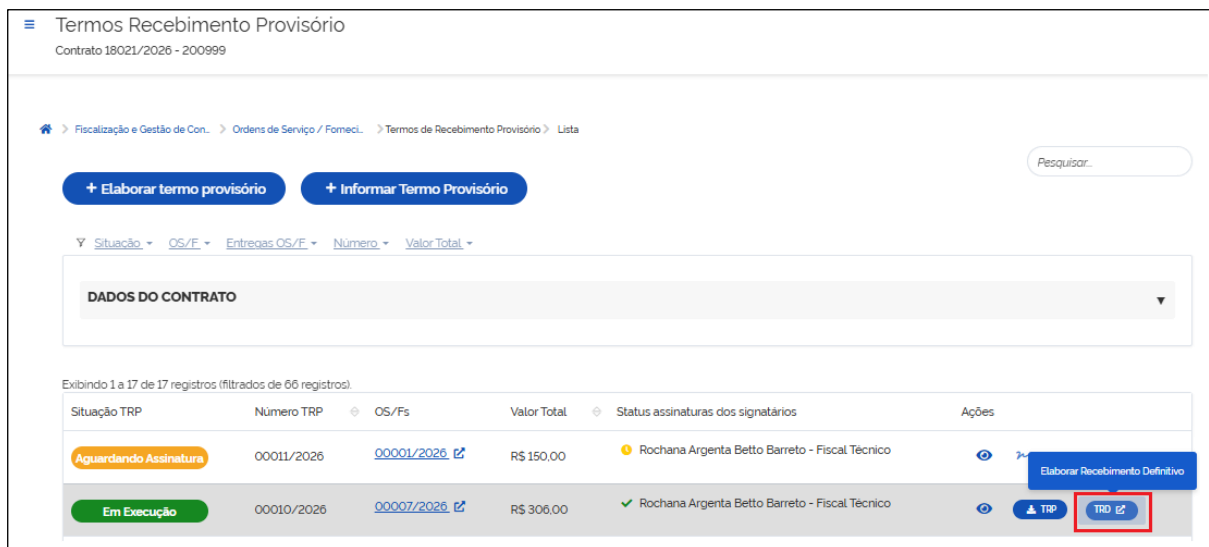 Termos Recebimento Provisório
Contrato 18021/2026 - 200999
Fiscalização e Gestão de Con... > Ordens de Serviço / Forneci... > Termos de Recebimento Provisório > Lista
Pesquisar...
+ Elaborar termo provisório + Informar Termo Provisório
Situação OS/F Entregas OS/F Número Valor Total
DADOS DO CONTRATO
Exibindo 1 a 17 de 17 registros (filtrados de 66 registros).
Situação TRP Número TRP OS/Fs Valor Total Status assinaturas dos signatários Ações
Aguardando Assinatura 00011/2026 00001/2026 R$ 150,00 Rochana Argenta Betto Barreto - Fiscal Técnico
Elaborar Recebimento Definitivo
Em Execução 00010/2026 00007/2026 R$ 306,00 Rochana Argenta Betto Barreto - Fiscal Técnico TRP TRD